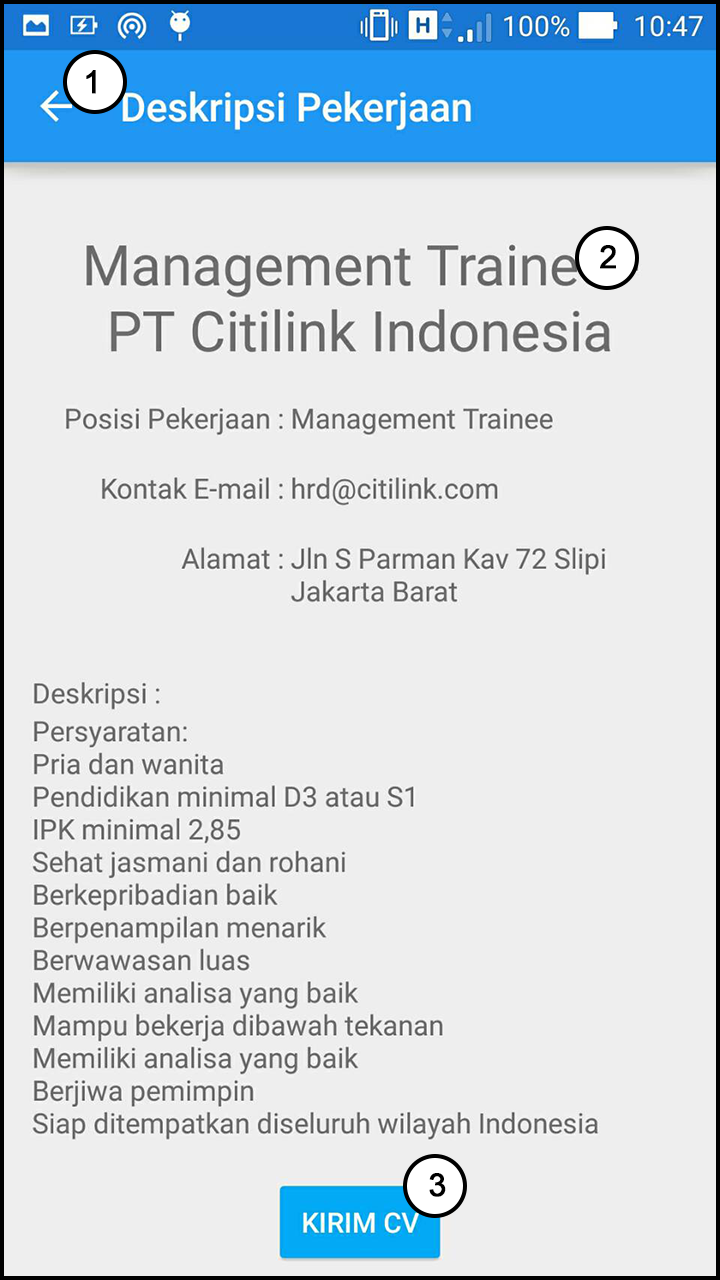 H 100% 10:47
1
Deskripsi Pekerjaan
Management Traine 2
PT Citilink Indonesia
Posisi Pekerjaan : Management Trainee
Kontak E-mail : hrd@citilink.com
Alamat : Jln S Parman Kav 72 Slipi
Jakarta Barat
Deskripsi :
Persyaratan:
Pria dan wanita
Pendidikan minimal D3 atau S1
IPK minimal 2,85
Sehat jasmani dan rohani
Berkepribadian baik
Berpenampilan menarik
Berwawasan luas
Memiliki analisa yang baik
Mampu bekerja dibawah tekanan
Memiliki analisa yang baik
Berjiwa pemimpin
Siap ditempatkan diseluruh wilayah Indonesia
3
KIRIM CV